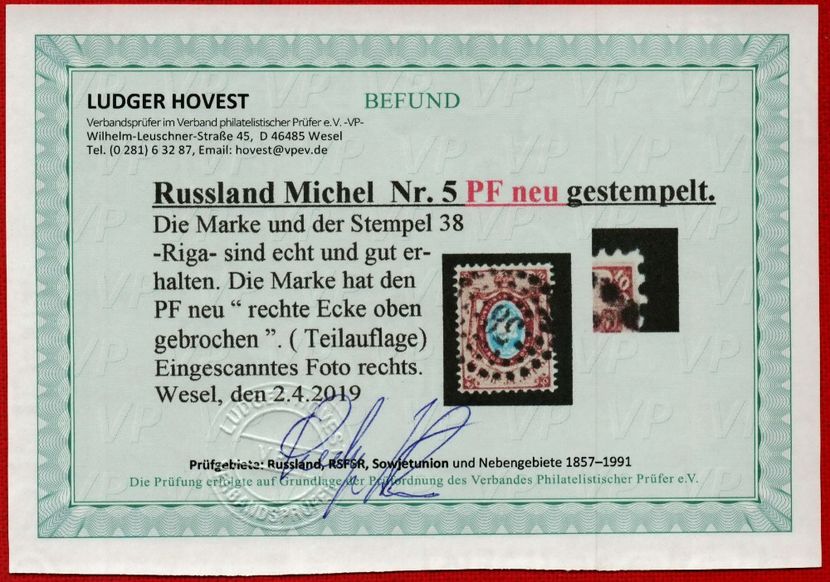 LUDGER HOVEST
BEFUND
Verbandsprüfer im Verband philatelistischer Prüfer e.V. -VP-
Wilhelm-Leuschner-Straße 45, D 46485 Wesel
Tel. (0 281) 6 32 87, Email: hovest@vpev.de
Russland Michel Nr. 5 PF neu gestempelt.
Die Marke und der Stempel 38
-Riga- sind echt und gut er-
halten. Die Marke hat den
PF neu “ rechte Ecke oben
gebrochen ”. ( Teilauflage)
Eingescanntes Foto rechts.
Wesel, den 2.4.2019
10
LUDGER HOVEST
VERBANDSPRÜFER
Prüfgebiete: Russland, RSFSR, Sowjetunion und Nebengebiete 1857–1991
Die Prüfung erfolgte auf Grundlage der Prüfordnung des Verbandes Philatelistischer Prüfer e.V.